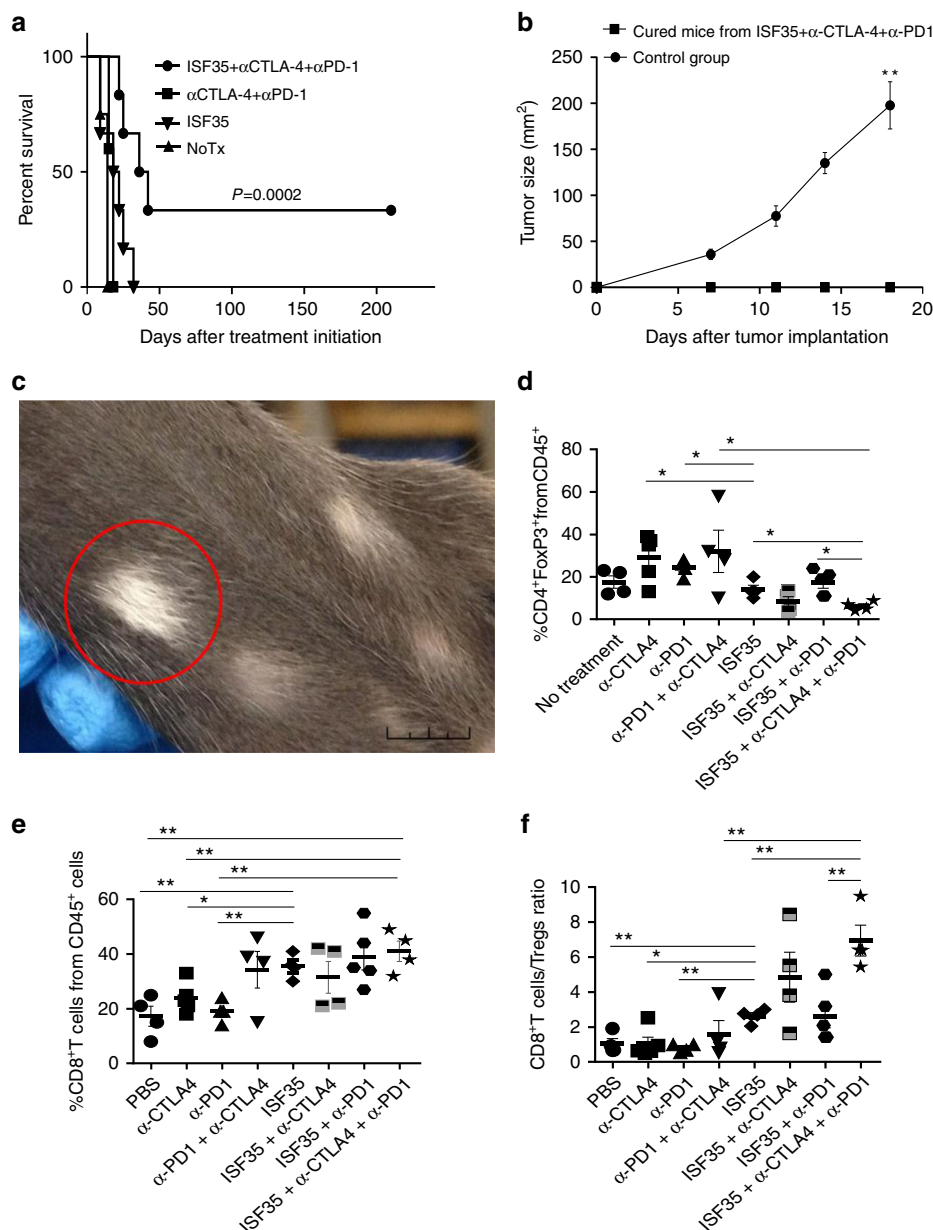 a
100
50
0
Percent survival
ISF35+αCTLA-4+αPD-1
αCTLA-4+αPD-1
ISF35
NoTx
P=0.0002
0 50 100 150 200
Days after treatment initiation
b
Cured mice from ISF35+α-CTLA-4+α-PD1
Control group
250
200
150
100
50
0
Tumor size (mm²)
**
0 5 10 15 20
Days after tumor implantation
c
d
80
60
40
20
0
%CD4⁺FoxP3⁺fromCD45⁺
*
*
*
*
*
No treatment
α-CTLA4
α-PD1
α-PD1 + α-CTLA4
ISF35
ISF35 + α-CTLA4
ISF35 + α-PD1
ISF35 + α-CTLA4 + α-PD1
e
60
40
20
0
%CD8⁺T cells from CD45⁺ cells
**
**
**
**
*
**
PBS
α-CTLA4
α-PD1
α-PD1 + α-CTLA4
ISF35
ISF35 + α-CTLA4
ISF35 + α-PD1
ISF35 + α-CTLA4 + α-PD1
f
10
8
6
4
2
0
CD8⁺T cells/Tregs ratio
**
**
**
**
*
**
PBS
α-CTLA4
α-PD1
α-PD1 + α-CTLA4
ISF35
ISF35 + α-CTLA4
ISF35 + α-PD1
ISF35 + α-CTLA4 + α-PD1